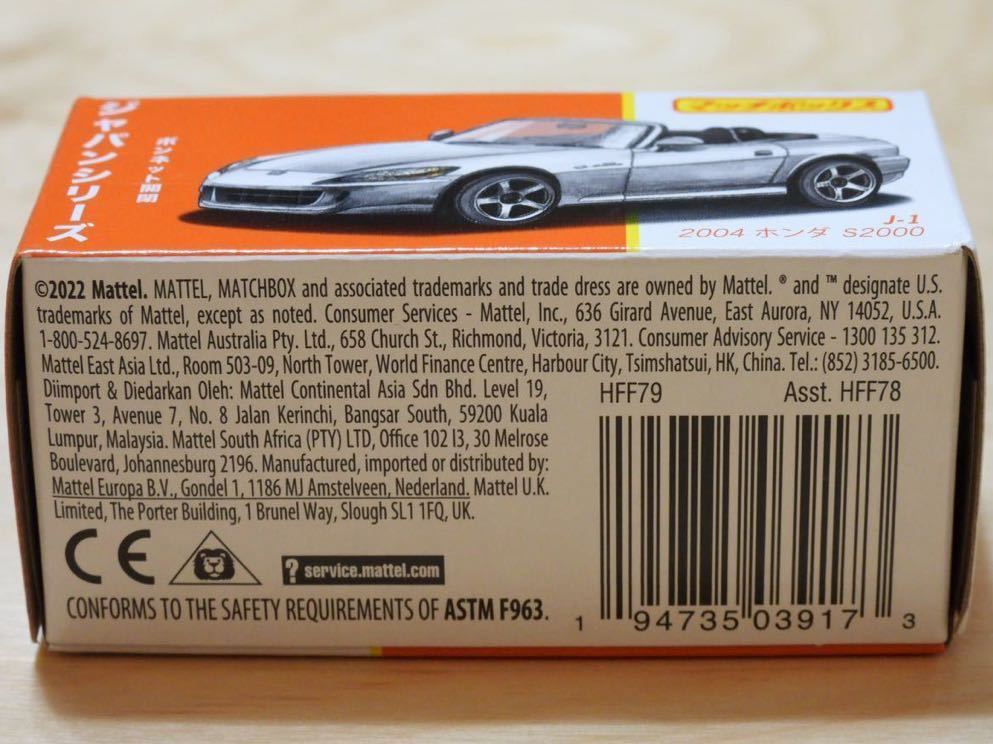 ジャパンシリーズ
マッチボックス
J-1
2004 ホンダ S2000
©2022 Mattel. MATTEL, MATCHBOX and associated trademarks and trade dress are owned by Mattel. ® and ™ designate U.S.
trademarks of Mattel, except as noted. Consumer Services - Mattel, Inc., 636 Girard Avenue, East Aurora, NY 14052, U.S.A.
1-800-524-8697. Mattel Australia Pty. Ltd., 658 Church St., Richmond, Victoria, 3121. Consumer Advisory Service - 1300 135 312.
Mattel East Asia Ltd., Room 503-09, North Tower, World Finance Centre, Harbour City, Tsimshatsui, HK, China. Tel.: (852) 3185-6500.
Diimport & Diedarkan Oleh: Mattel Continental Asia Sdn Bhd. Level 19,
Tower 3, Avenue 7, No. 8 Jalan Kerinchi, Bangsar South, 59200 Kuala
Lumpur, Malaysia. Mattel South Africa (PTY) LTD, Office 102 I3, 30 Melrose
Boulevard, Johannesburg 2196. Manufactured, imported or distributed by:
Mattel Europa B.V., Gondel 1, 1186 MJ Amstelveen, Nederland. Mattel U.K.
Limited, The Porter Building, 1 Brunel Way, Slough SL1 1FQ, UK.
HFF79 Asst. HFF78
CE
? service.mattel.com
CONFORMS TO THE SAFETY REQUIREMENTS OF ASTM F963.
1 94735 03917 3